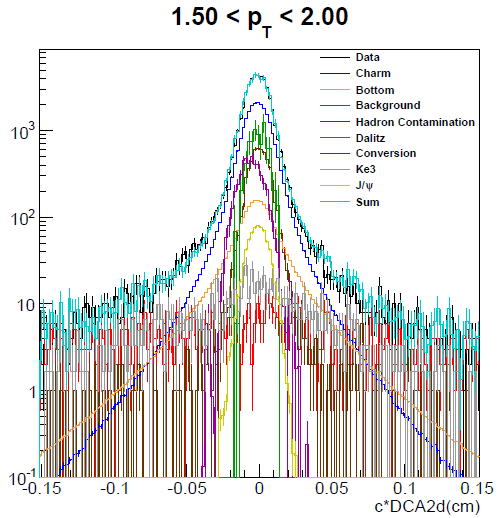 1.50 < pT < 2.00
Data
Charm
Bottom
Background
Hadron Contamination
Dalitz
Conversion
Ke3
J/ψ
Sum
10³
10²
10
1
10⁻¹
-0.15 -0.1 -0.05 0 0.05 0.1 0.15
c*DCA2d(cm)